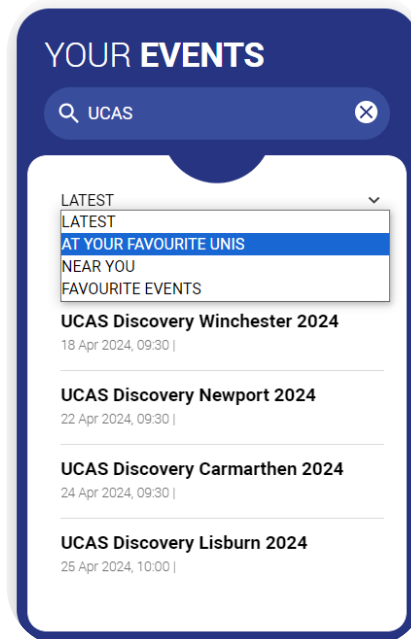 YOUR EVENTS
UCAS
LATEST
LATEST
AT YOUR FAVOURITE UNIS
NEAR YOU
FAVOURITE EVENTS
UCAS Discovery Winchester 2024
18 Apr 2024, 09:30 |
UCAS Discovery Newport 2024
22 Apr 2024, 09:30 |
UCAS Discovery Carmarthen 2024
24 Apr 2024, 09:30 |
UCAS Discovery Lisburn 2024
25 Apr 2024, 10:00 |